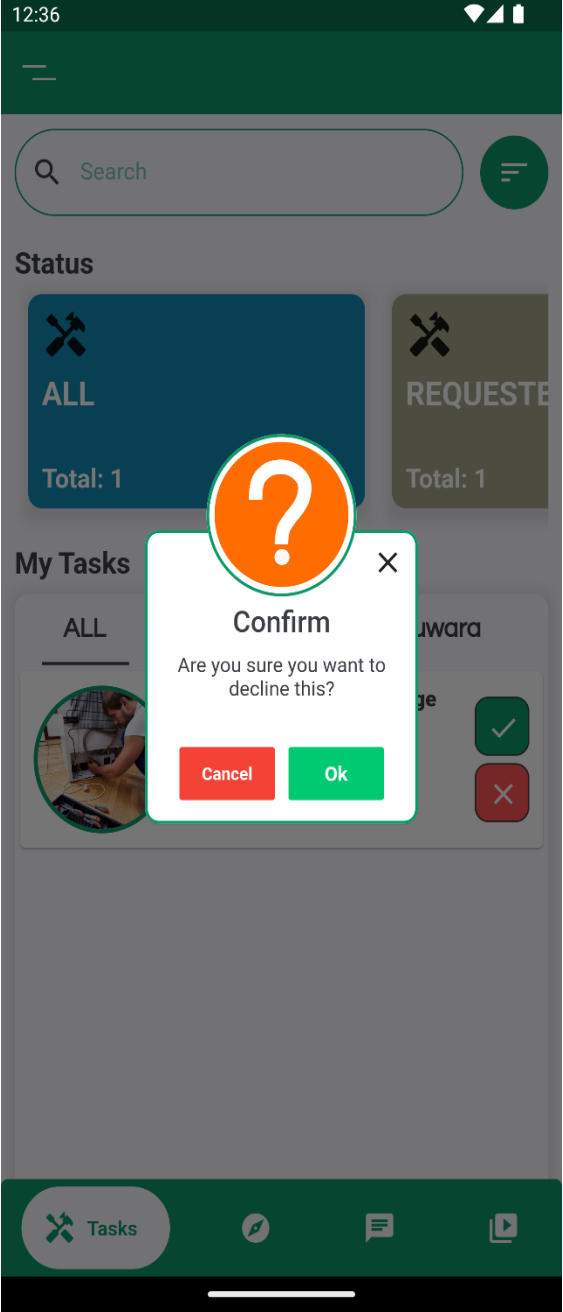 12:36
Search
Status
ALL
REQUESTE
Total: 1
Total: 1
My Tasks
ALL
uwara
ge
?
Confirm
Are you sure you want to
decline this?
Cancel
Ok
Tasks